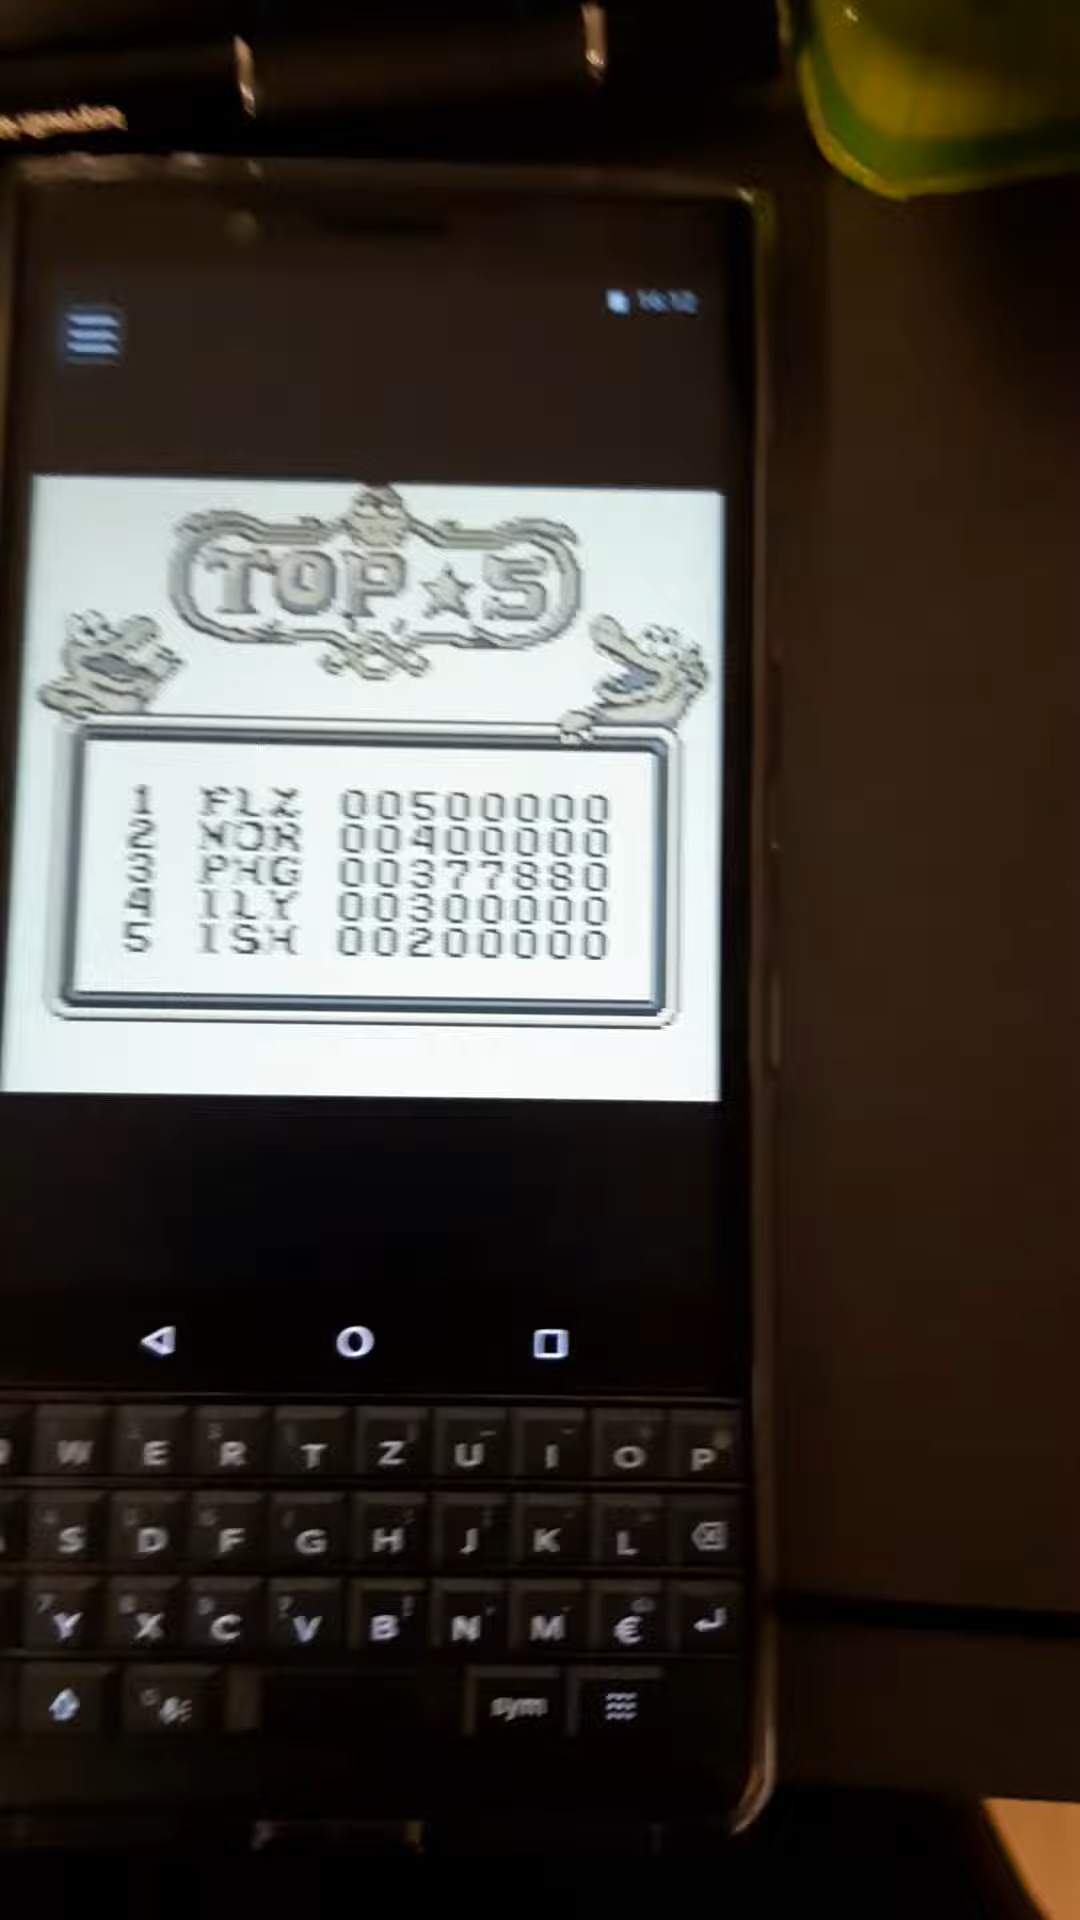 TOP★5
1 FLX 00500000
2 NOR 00400000
3 PHG 00377880
4 ILY 00300000
5 ISH 00200000
W E R T Z U I O P
S D F G H J K L
Y X C V B N M €
sym